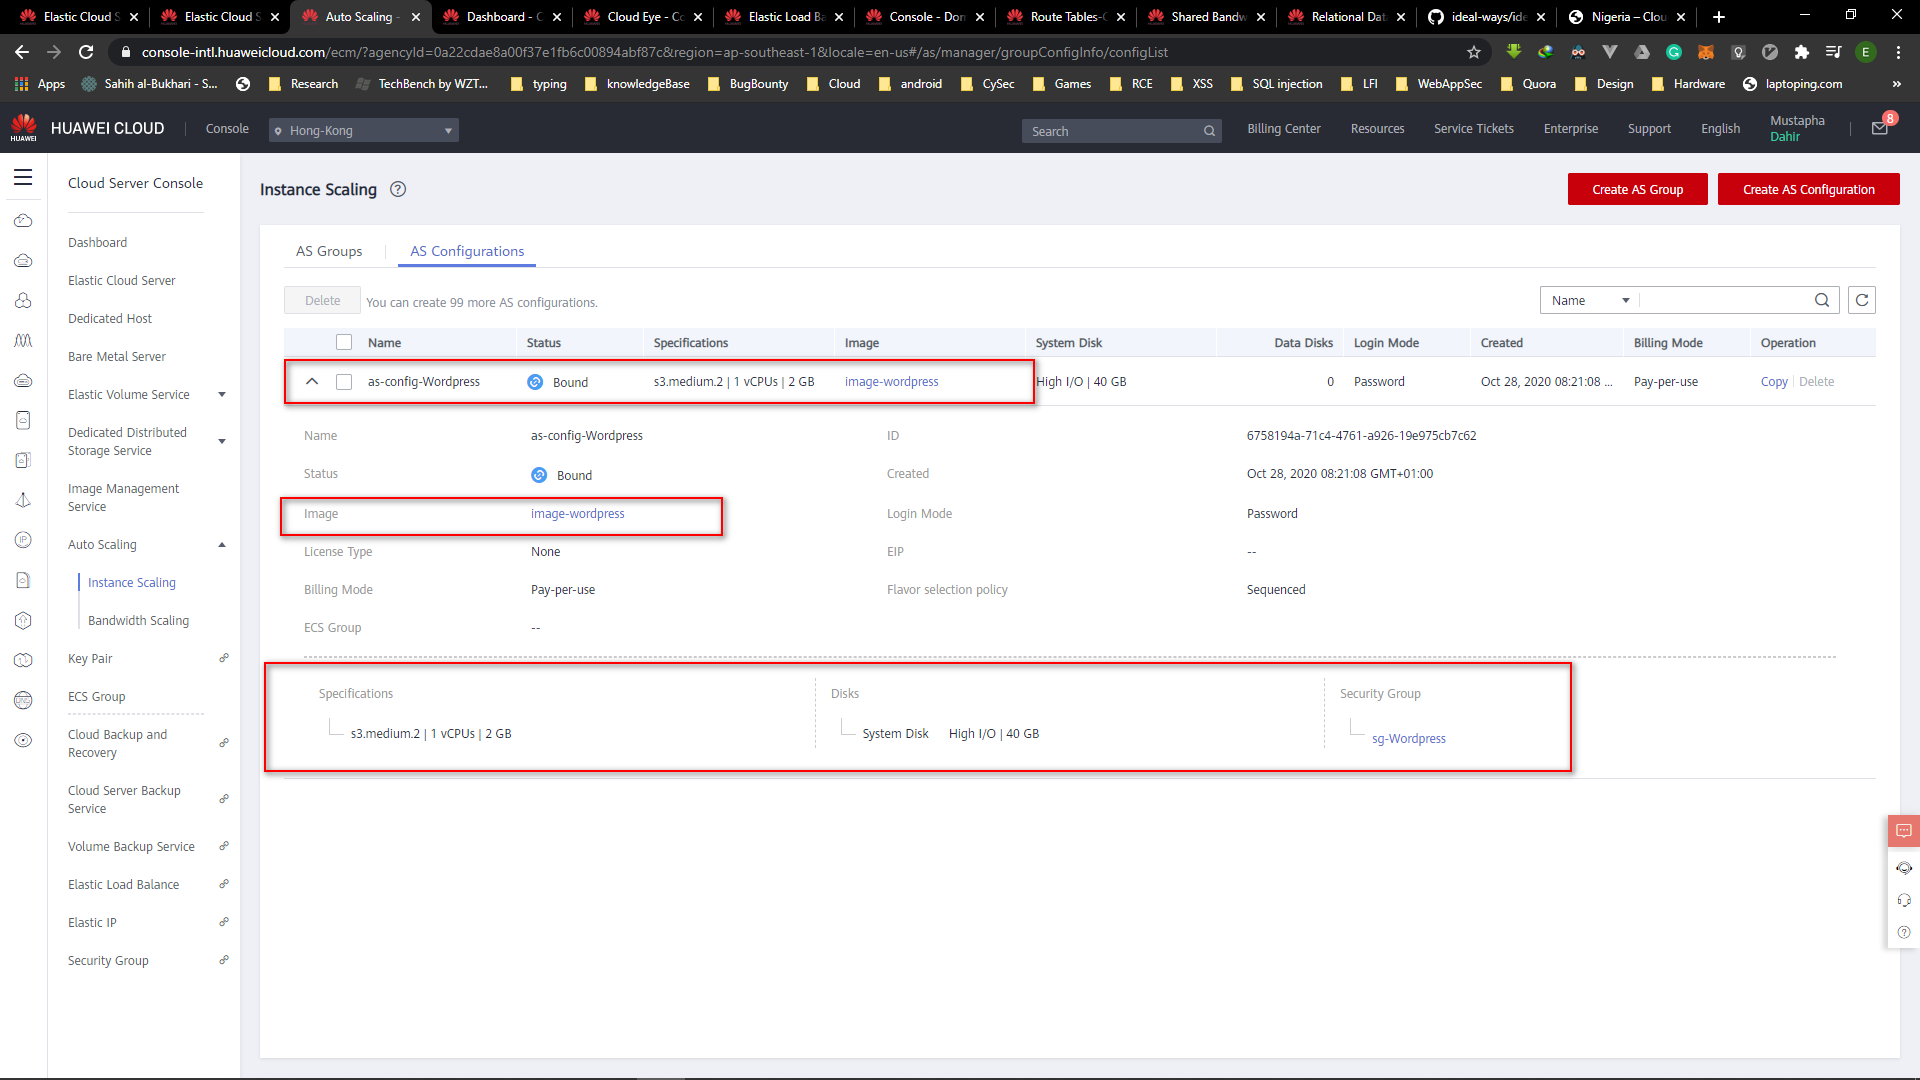 Elastic Cloud S
Elastic Cloud S
Auto Scaling -
Dashboard - C
Cloud Eye - Co
Elastic Load Ba
Console - Dom
Route Tables-C
Shared Bandw
Relational Dat
ideal-ways/ide
Nigeria – Clou
console-intl.huaweicloud.com/ecm/?agencyId=0a22cdae8a00f37e1fb6c00894abf87c&region=ap-southeast-1&locale=en-us#/as/manager/groupConfigInfo/configList
E
Apps
Sahih al-Bukhari - S...
Research
TechBench by WZT...
typing
knowledgeBase
BugBounty
Cloud
android
CySec
Games
RCE
XSS
SQL injection
LFI
WebAppSec
Quora
Design
Hardware
laptoping.com
»
HUAWEI
HUAWEI CLOUD
Console
Hong-Kong
Search
Billing Center
Resources
Service Tickets
Enterprise
Support
English
Mustapha
Dahir
8
Cloud Server Console
Dashboard
Elastic Cloud Server
Dedicated Host
Bare Metal Server
Elastic Volume Service
Dedicated Distributed
Storage Service
Image Management
Service
Auto Scaling
Instance Scaling
Bandwidth Scaling
Key Pair
ECS Group
Cloud Backup and
Recovery
Cloud Server Backup
Service
Volume Backup Service
Elastic Load Balance
Elastic IP
Security Group
Instance Scaling ?
Create AS Group
Create AS Configuration
AS Groups
AS Configurations
Delete
You can create 99 more AS configurations.
Name
Name Status Specifications Image System Disk Data Disks Login Mode Created Billing Mode Operation
as-config-Wordpress Bound s3.medium.2 | 1 vCPUs | 2 GB image-wordpress High I/O | 40 GB 0 Password Oct 28, 2020 08:21:08 ... Pay-per-use Copy Delete
Name as-config-Wordpress ID 6758194a-71c4-4761-a926-19e975cb7c62
Status Bound Created Oct 28, 2020 08:21:08 GMT+01:00
Image image-wordpress Login Mode Password
License Type None EIP --
Billing Mode Pay-per-use Flavor selection policy Sequenced
ECS Group --
Specifications Disks Security Group
s3.medium.2 | 1 vCPUs | 2 GB System Disk High I/O | 40 GB sg-Wordpress